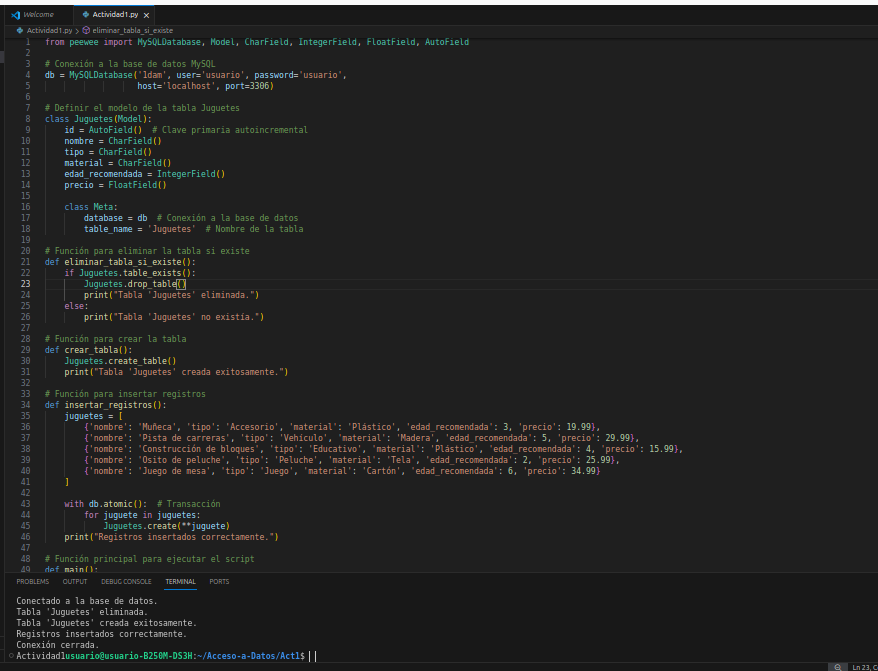 Welcome
Actividad1.py ×
Actividad1.py > eliminar_tabla_si_existe
1 from peewee import MySQLDatabase, Model, CharField, IntegerField, FloatField, AutoField
2
3 # Conexión a la base de datos MySQL
4 db = MySQLDatabase('1dam', user='usuario', password='usuario',
5 host='localhost', port=3306)
6
7 # Definir el modelo de la tabla Juguetes
8 class Juguetes(Model):
9 id = AutoField() # Clave primaria autoincremental
10 nombre = CharField()
11 tipo = CharField()
12 material = CharField()
13 edad_recomendada = IntegerField()
14 precio = FloatField()
15
16 class Meta:
17 database = db # Conexión a la base de datos
18 table_name = 'Juguetes' # Nombre de la tabla
19
20 # Función para eliminar la tabla si existe
21 def eliminar_tabla_si_existe():
22 if Juguetes.table_exists():
23 Juguetes.drop_table()
24 print("Tabla 'Juguetes' eliminada.")
25 else:
26 print("Tabla 'Juguetes' no existía.")
27
28 # Función para crear la tabla
29 def crear_tabla():
30 Juguetes.create_table()
31 print("Tabla 'Juguetes' creada exitosamente.")
32
33 # Función para insertar registros
34 def insertar_registros():
35 juguetes = [
36 {'nombre': 'Muñeca', 'tipo': 'Accesorio', 'material': 'Plástico', 'edad_recomendada': 3, 'precio': 19.99},
37 {'nombre': 'Pista de carreras', 'tipo': 'Vehículo', 'material': 'Madera', 'edad_recomendada': 5, 'precio': 29.99},
38 {'nombre': 'Construcción de bloques', 'tipo': 'Educativo', 'material': 'Plástico', 'edad_recomendada': 4, 'precio': 15.99},
39 {'nombre': 'Osito de peluche', 'tipo': 'Peluche', 'material': 'Tela', 'edad_recomendada': 2, 'precio': 25.99},
40 {'nombre': 'Juego de mesa', 'tipo': 'Juego', 'material': 'Cartón', 'edad_recomendada': 6, 'precio': 34.99}
41 ]
42
43 with db.atomic(): # Transacción
44 for juguete in juguetes:
45 Juguetes.create(**juguete)
46 print("Registros insertados correctamente.")
47
48 # Función principal para ejecutar el script
49 def main():
PROBLEMS OUTPUT DEBUG CONSOLE TERMINAL PORTS
Conectado a la base de datos.
Tabla 'Juguetes' eliminada.
Tabla 'Juguetes' creada exitosamente.
Registros insertados correctamente.
Conexión cerrada.
Actividad1usuario@usuario-B250M-DS3H:~/Acceso-a-Datos/Act1$
Ln 23, C